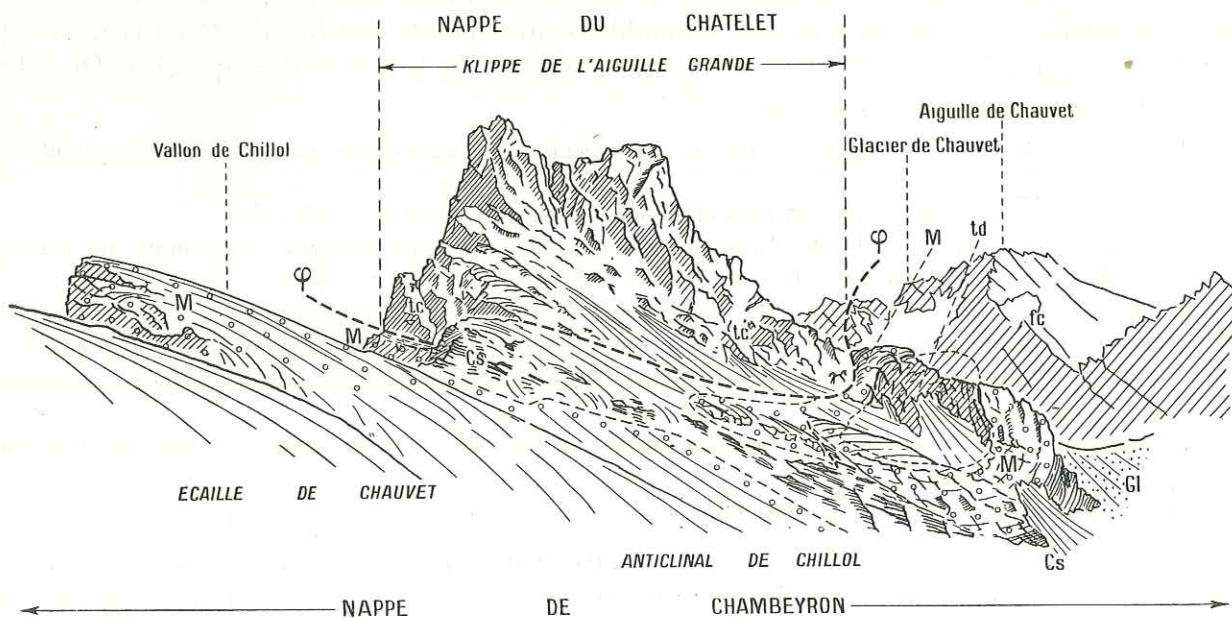 NAPPE DU CHATELET
KLIPPE DE L'AIGUILLE GRANDE
Aiguille de Chauvet
Vallon de Chillol
Glacier de Chauvet
φ
φ M td
M
tc
tc
fc
M
Cs
M
Gl
ECAILLE DE CHAUVET
ANTICLINAL DE CHILLOL
Cs
NAPPE DE CHAMBEYRON